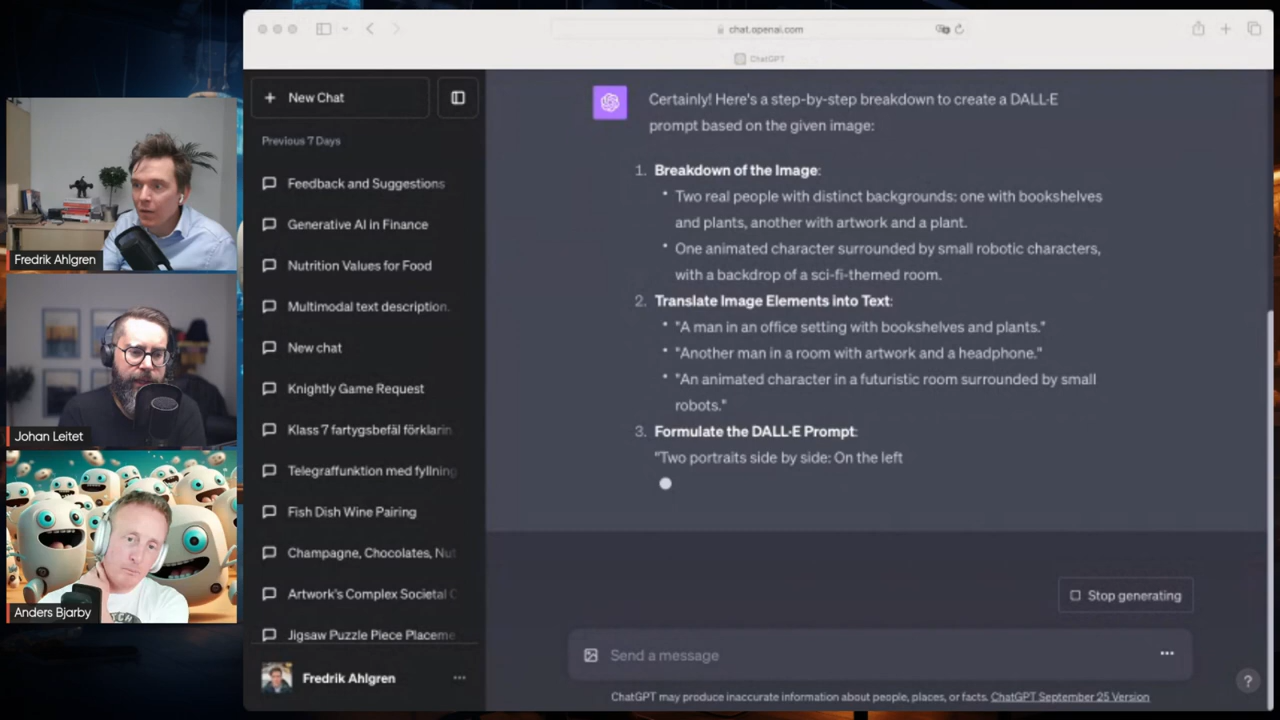 chat.openai.com
ChatGPT
New Chat
Previous 7 Days
Feedback and Suggestions
Generative AI in Finance
Nutrition Values for Food
Multimodal text description.
New chat
Knightly Game Request
Klass 7 fartygsbefäl förklarin
Telegraffunktion med fyllning
Fish Dish Wine Pairing
Champagne, Chocolates, Nut
Artwork's Complex Societal C
Jigsaw Puzzle Piece Placeme
Fredrik Ahlgren
Certainly! Here's a step-by-step breakdown to create a DALL·E
prompt based on the given image:
1. Breakdown of the Image:
• Two real people with distinct backgrounds: one with bookshelves
and plants, another with artwork and a plant.
• One animated character surrounded by small robotic characters,
with a backdrop of a sci-fi-themed room.
2. Translate Image Elements into Text:
• "A man in an office setting with bookshelves and plants."
• "Another man in a room with artwork and a headphone."
• "An animated character in a futuristic room surrounded by small
robots."
3. Formulate the DALL·E Prompt:
"Two portraits side by side: On the left
Stop generating
Send a message
ChatGPT may produce inaccurate information about people, places, or facts. ChatGPT September 25 Version
?
Fredrik Ahlgren
Johan Leitet
Anders Bjarby